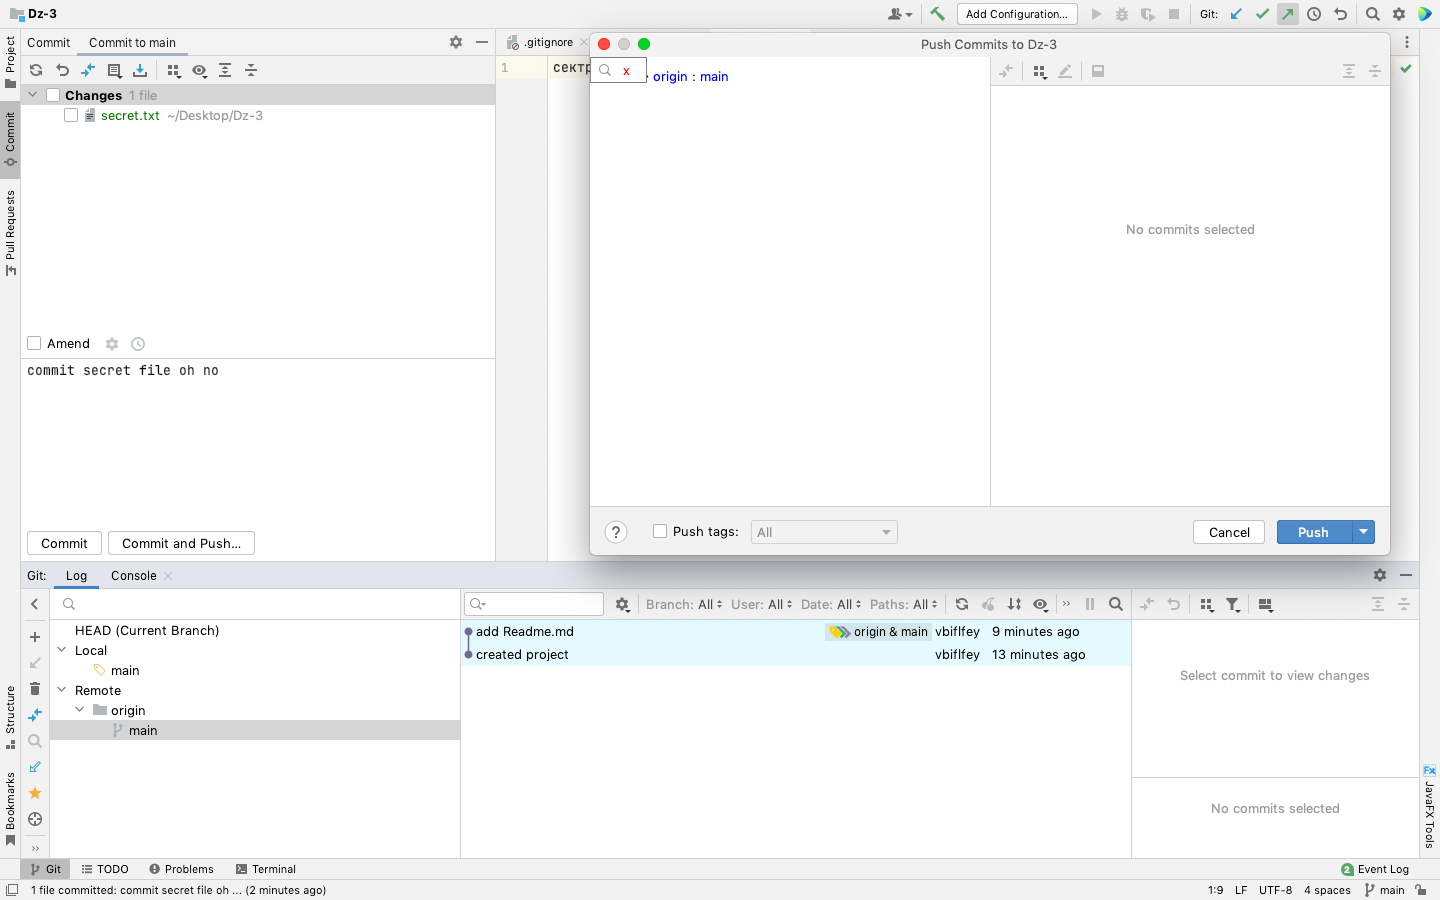 Dz-3
Add Configuration...
Git:
Project
Commit
Pull Requests
Structure
Bookmarks
Commit
Commit to main
Changes 1 file
secret.txt ~/Desktop/Dz-3
Amend
commit secret file oh no
Commit
Commit and Push...
.gitignore
1
Push Commits to Dz-3
x
origin : main
No commits selected
?
Push tags:
All
Cancel
Push
Git:
Log
Console
HEAD (Current Branch)
Local
main
Remote
origin
main
Branch: All
User: All
Date: All
Paths: All
add Readme.md origin & main vbiflfey 9 minutes ago
created project vbiflfey 13 minutes ago
Select commit to view changes
No commits selected
Fx
JavaFX Tools
Git
TODO
Problems
Terminal
2 Event Log
1 file committed: commit secret file oh ... (2 minutes ago)
1:9
LF
UTF-8
4 spaces
main